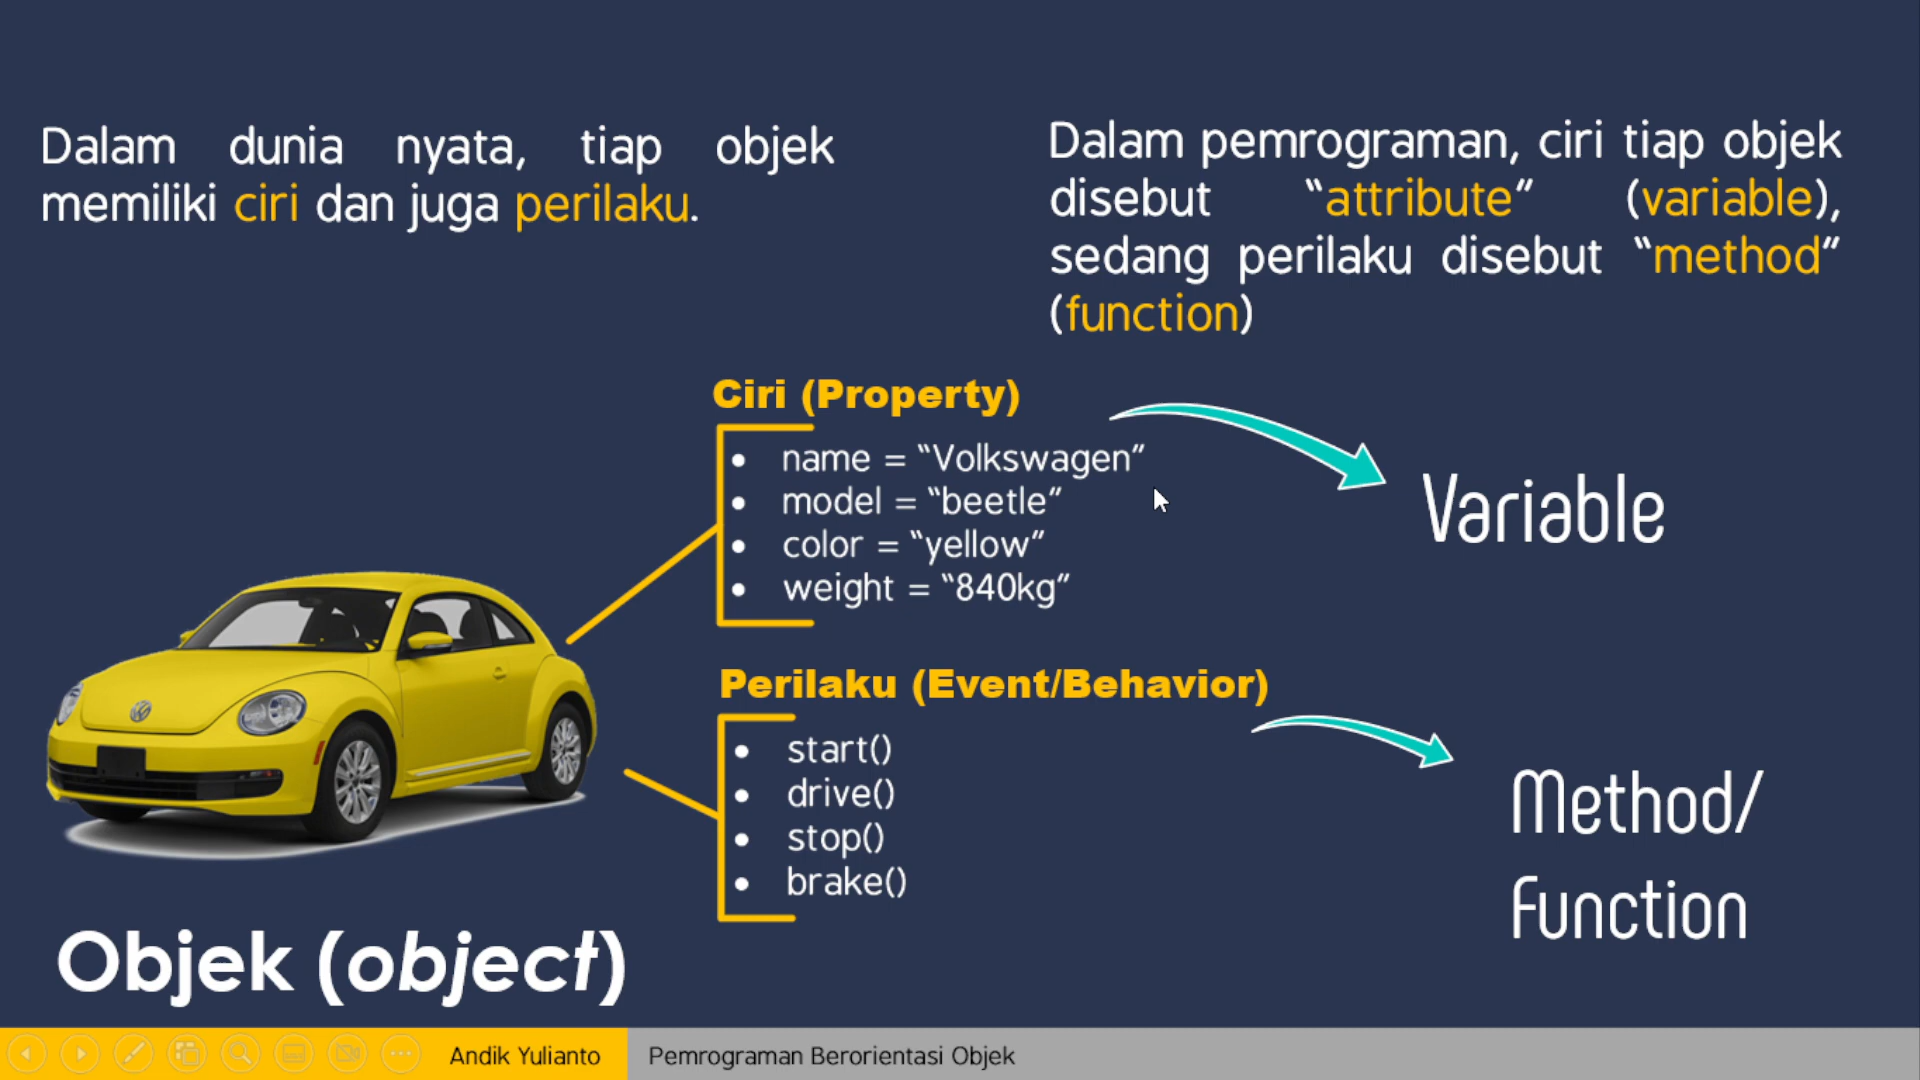 Dalam dunia nyata, tiap objek
memiliki ciri dan juga perilaku.
Dalam pemrograman, ciri tiap objek
disebut “attribute” (variable),
sedang perilaku disebut “method”
(function)
Ciri (Property)
• name = “Volkswagen”
• model = “beetle”
• color = “yellow”
• weight = “840kg”
Variable
Perilaku (Event/Behavior)
• start()
• drive()
• stop()
• brake()
Method/
Function
Objek (object)
Andik Yulianto
Pemrograman Berorientasi Objek